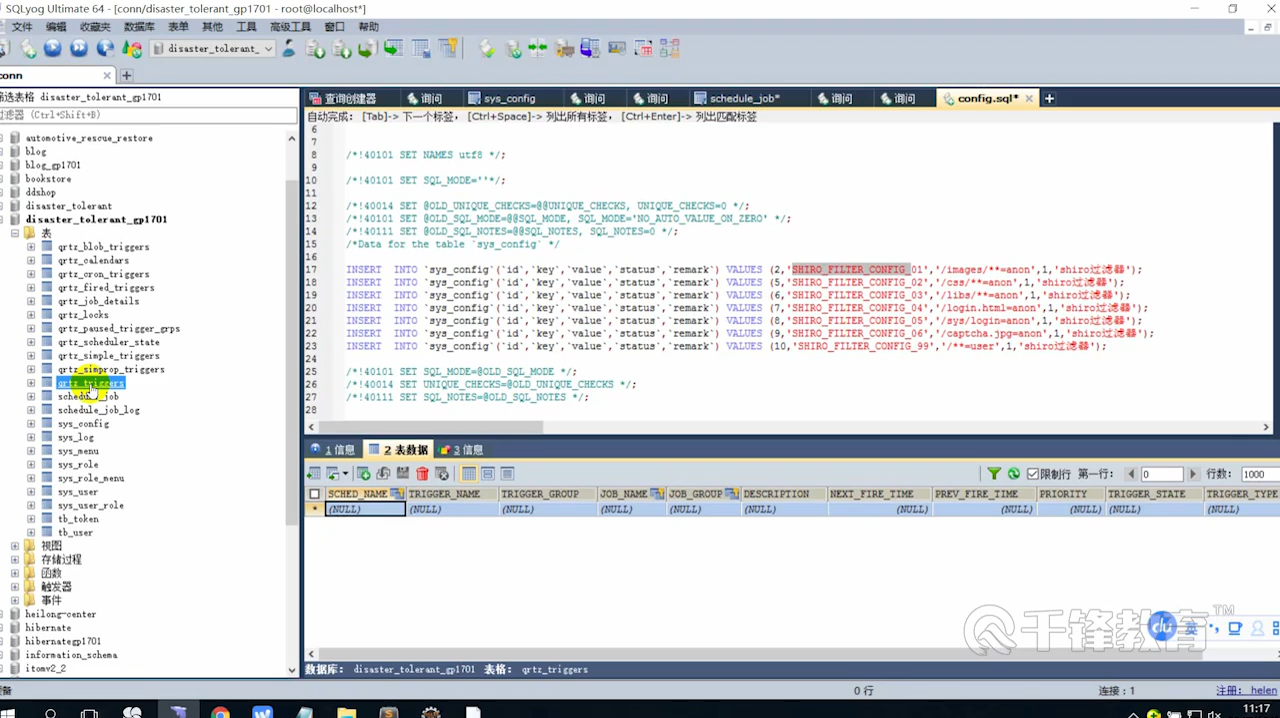 SQLyog Ultimate 64 - [conn/disaster_tolerant_gp1701 - root@localhost*]
文件 编辑 收藏夹 数据库 表单 其他 工具 高级工具 窗口 帮助
disaster_tolerant_
conn
筛选表格 disaster_tolerant_gp1701
过滤器 (Ctrl+Shift+B)
automotive_rescue_restore
blog
blog_gp1701
bookstore
ddshop
disaster_tolerant
disaster_tolerant_gp1701
表
qrtz_blob_triggers
qrtz_calendars
qrtz_cron_triggers
qrtz_fired_triggers
qrtz_job_details
qrtz_locks
qrtz_paused_trigger_grps
qrtz_scheduler_state
qrtz_simple_triggers
qrtz_simprop_triggers
qrtz_triggers
schedule_job
schedule_job_log
sys_config
sys_log
sys_menu
sys_role
sys_role_menu
sys_user
sys_user_role
tb_token
tb_user
视图
存储过程
函数
触发器
事件
heilong-center
hibernate
hibernategp1701
information_schema
itomv2_2
查询创建器 询问 sys_config 询问 询问 schedule_job* 询问 询问 config.sql*
自动完成: [Tab]-> 下一个标签, [Ctrl+Space]-> 列出所有标签, [Ctrl+Enter]-> 列出匹配标签
6
7
8 /*!40101 SET NAMES utf8 */;
9
10 /*!40101 SET SQL_MODE=''*/;
11
12 /*!40014 SET @OLD_UNIQUE_CHECKS=@@UNIQUE_CHECKS, UNIQUE_CHECKS=0 */;
13 /*!40101 SET @OLD_SQL_MODE=@@SQL_MODE, SQL_MODE='NO_AUTO_VALUE_ON_ZERO' */;
14 /*!40111 SET @OLD_SQL_NOTES=@@SQL_NOTES, SQL_NOTES=0 */;
15 /*Data for the table `sys_config` */
16
17 INSERT INTO `sys_config`(`id`,`key`,`value`,`status`,`remark`) VALUES (2,'SHIRO_FILTER_CONFIG_01','/images/**=anon',1,'shiro过滤器');
18 INSERT INTO `sys_config`(`id`,`key`,`value`,`status`,`remark`) VALUES (5,'SHIRO_FILTER_CONFIG_02','/css/**=anon',1,'shiro过滤器');
19 INSERT INTO `sys_config`(`id`,`key`,`value`,`status`,`remark`) VALUES (6,'SHIRO_FILTER_CONFIG_03','/libs/**=anon',1,'shiro过滤器');
20 INSERT INTO `sys_config`(`id`,`key`,`value`,`status`,`remark`) VALUES (7,'SHIRO_FILTER_CONFIG_04','/login.html=anon',1,'shiro过滤器');
21 INSERT INTO `sys_config`(`id`,`key`,`value`,`status`,`remark`) VALUES (8,'SHIRO_FILTER_CONFIG_05','/sys/login=anon',1,'shiro过滤器');
22 INSERT INTO `sys_config`(`id`,`key`,`value`,`status`,`remark`) VALUES (9,'SHIRO_FILTER_CONFIG_06','/captcha.jpg=anon',1,'shiro过滤器');
23 INSERT INTO `sys_config`(`id`,`key`,`value`,`status`,`remark`) VALUES (10,'SHIRO_FILTER_CONFIG_99','/**=user',1,'shiro过滤器');
24
25 /*!40101 SET SQL_MODE=@OLD_SQL_MODE */;
26 /*!40014 SET UNIQUE_CHECKS=@OLD_UNIQUE_CHECKS */;
27 /*!40111 SET SQL_NOTES=@OLD_SQL_NOTES */;
28
1 信息 2 表数据 3 信息
限制行 第一行: 0 行数: 1000
SCHED_NAME TRIGGER_NAME TRIGGER_GROUP JOB_NAME JOB_GROUP DESCRIPTION NEXT_FIRE_TIME PREV_FIRE_TIME PRIORITY TRIGGER_STATE TRIGGER_TYPE
* (NULL) (NULL) (NULL) (NULL) (NULL) (NULL) (NULL) (NULL) (NULL) (NULL) (NULL)
千锋教育 TM
du 英
数据库: disaster_tolerant_gp1701 表格: qrtz_triggers
0 行 连接: 1 注册: helen
11:17